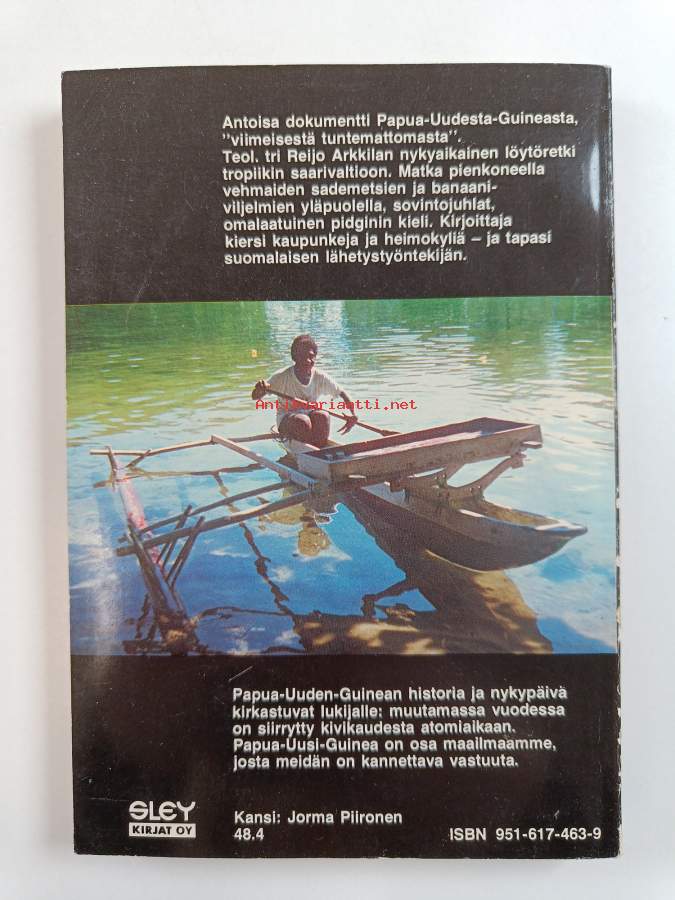 Antoisa dokumentti Papua-Uudesta-Guineasta,
"viimeisestä tuntemattomasta".
Teol. tri Reijo Arkkilan nykyaikainen löytöretki
tropiikin saarivaltioon. Matka pienkoneella
vehmaiden sademetsien ja banaani-
viljelmien yläpuolella, sovintojuhlat,
omalaatuinen pidginin kieli. Kirjoittaja
kiersi kaupunkeja ja heimokyliä – ja tapasi
suomalaisen lähetystyöntekijän.
Antikvariaatti.net
Papua-Uuden-Guinean historia ja nykypäivä
kirkastuvat lukijalle: muutamassa vuodessa
on siirrytty kivikaudesta atomiaikaan.
Papua-Uusi-Guinea on osa maailmaamme,
josta meidän on kannettava vastuuta.
SLEY
KIRJAT OY
Kansi: Jorma Piironen
48.4
ISBN 951-617-463-9